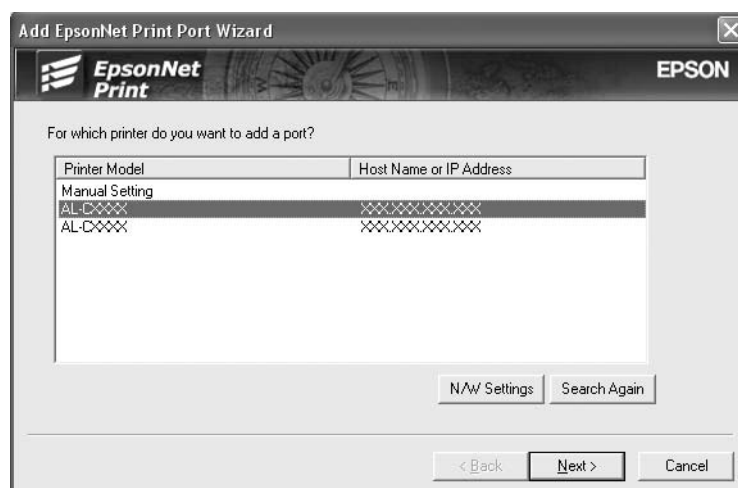 Add EpsonNet Print Port Wizard
EpsonNet
Print
EPSON
For which printer do you want to add a port?
Printer Model Host Name or IP Address
Manual Setting
AL-CXXXX XXX.XXX.XXX.XXX
AL-CXXXX XXX.XXX.XXX.XXX
N/W Settings Search Again
< Back Next > Cancel